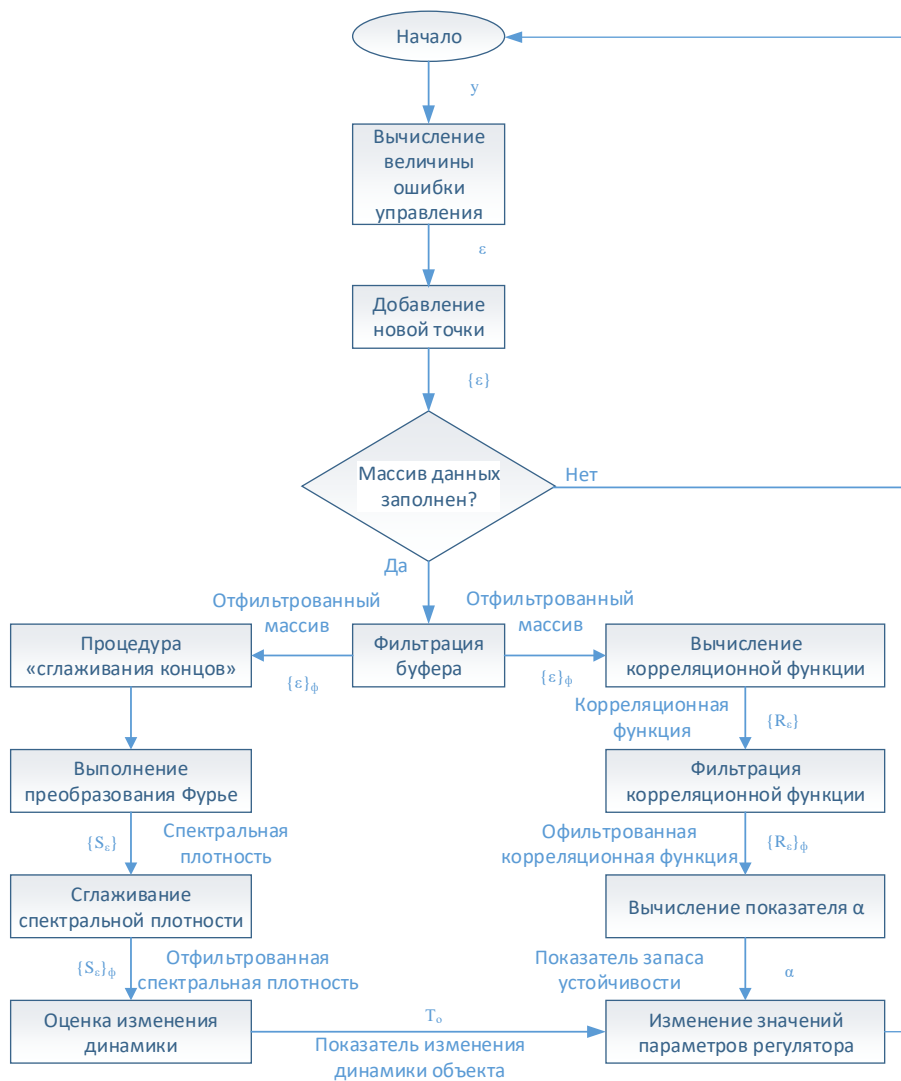 Начало
y
Вычисление
величины
ошибки
управления
ε
Добавление
новой точки
{ε}
Массив данных
заполнен?
Нет
Да
Отфильтрованный
массив
Отфильтрованный
массив
Процедура
«сглаживания концов»
Фильтрация
буфера
Вычисление
корреляционной функции
{ε}ф
{ε}ф
Корреляционная
функция
{Rε}
Выполнение
преобразования Фурье
Фильтрация
корреляционной функции
{Sε}
Спектральная
плотность
Офильтрованная
корреляционная функция
{Rε}ф
Сглаживание
спектральной плотности
Вычисление показателя α
{Sε}ф
Отфильтрованная
спектральная плотность
Показатель запаса
устойчивости
α
Оценка изменения
динамики
Tо
Показатель изменения
динамики объекта
Изменение значений
параметров регулятора